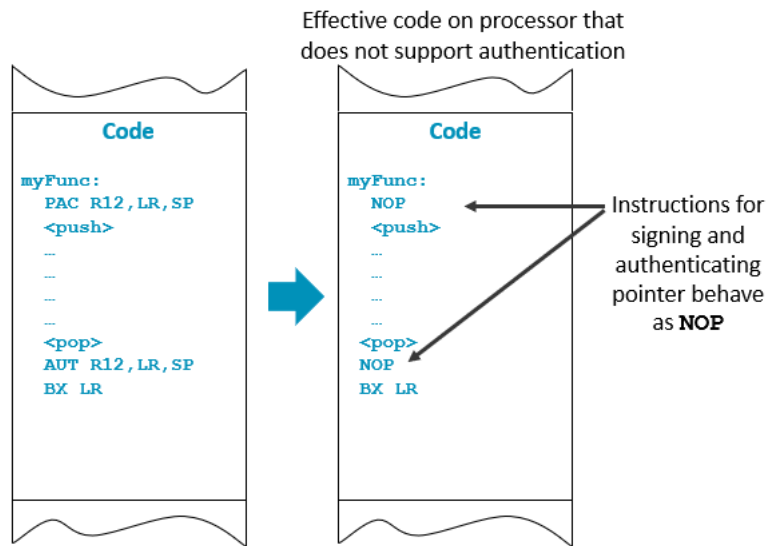 Effective code on processor that
does not support authentication
Code
myFunc:
PAC R12,LR,SP
<push>
…
…
…
…
<pop>
AUT R12,LR,SP
BX LR
Code
myFunc:
NOP
<push>
…
…
…
…
<pop>
NOP
BX LR
Instructions for
signing and
authenticating
pointer behave
as NOP